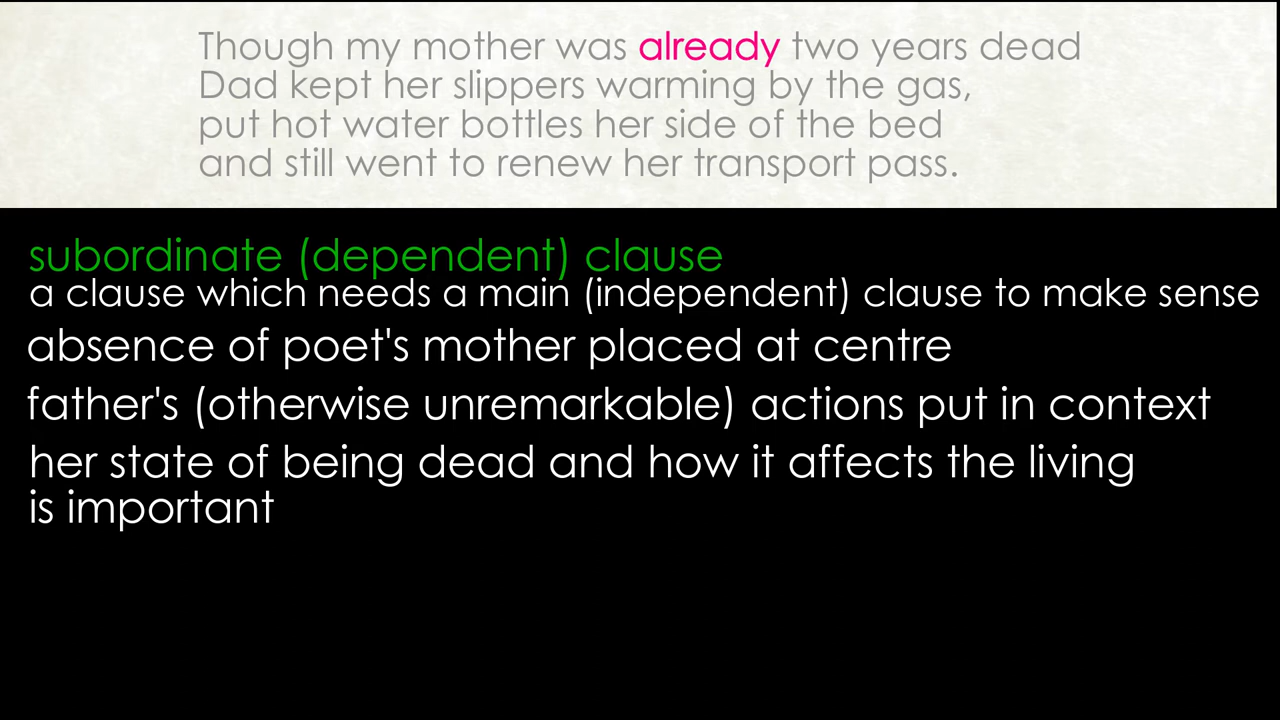 Though my mother was already two years dead
Dad kept her slippers warming by the gas,
put hot water bottles her side of the bed
and still went to renew her transport pass.
subordinate (dependent) clause
a clause which needs a main (independent) clause to make sense
absence of poet's mother placed at centre
father's (otherwise unremarkable) actions put in context
her state of being dead and how it affects the living
is important